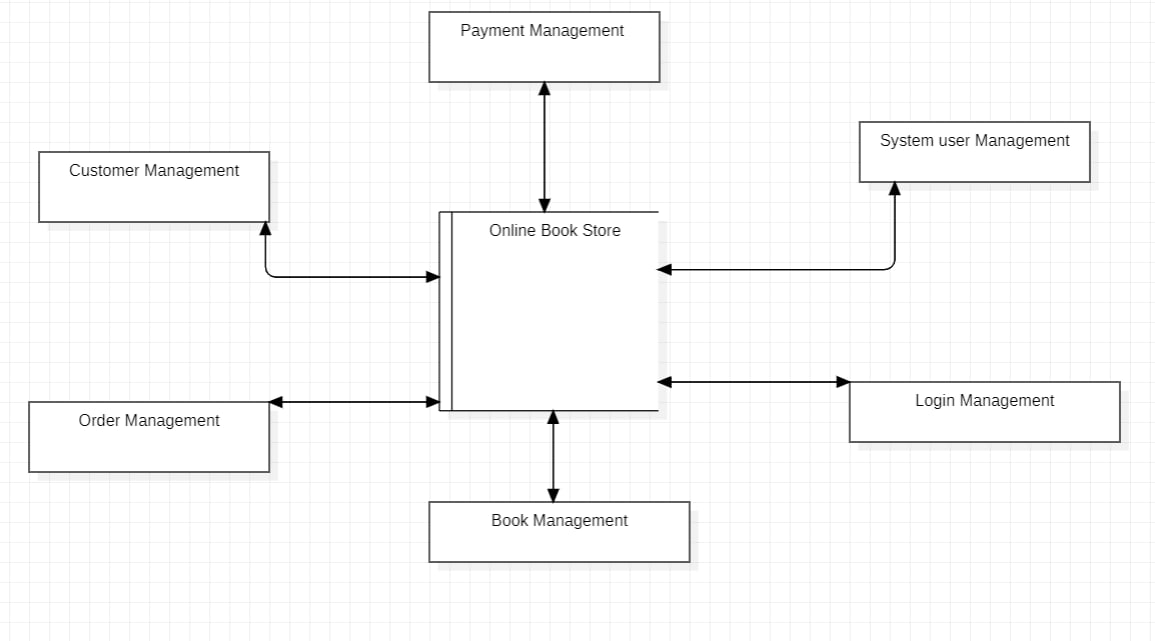 Payment Management
System user Management
Customer Management
Online Book Store
Login Management
Order Management
Book Management